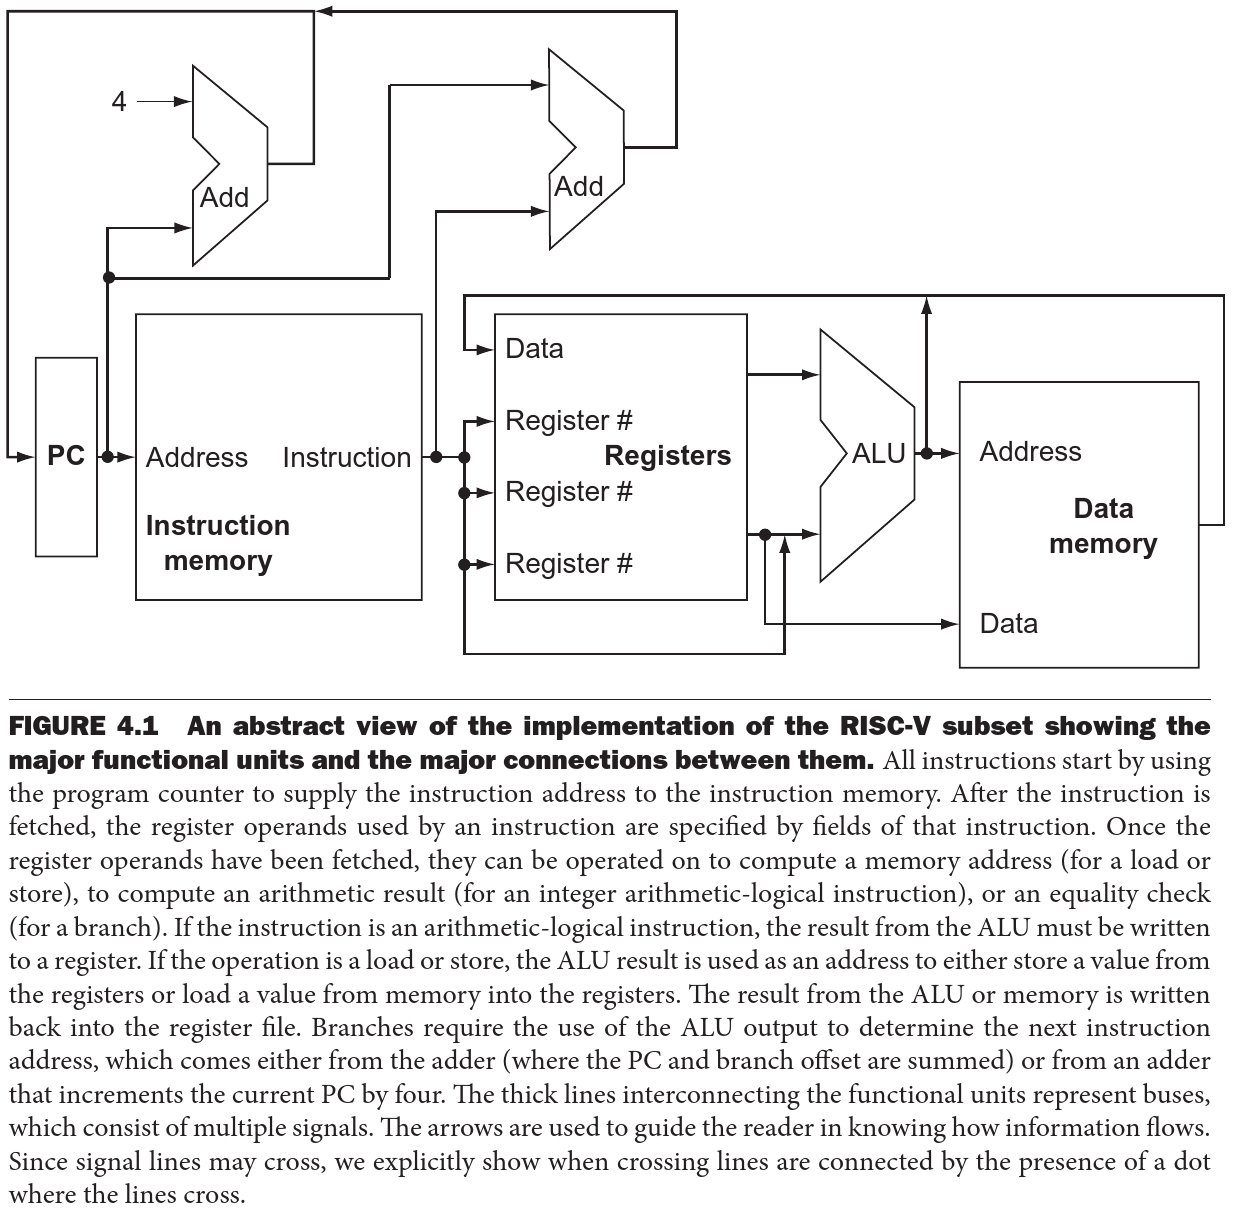 4
Add
Add
Data
Register #
PC
Address
Instruction
Registers
ALU
Address
Register #
Instruction
memory
Data
memory
Register #
Data
FIGURE 4.1 An abstract view of the implementation of the RISC-V subset showing the
major functional units and the major connections between them. All instructions start by using
the program counter to supply the instruction address to the instruction memory. After the instruction is
fetched, the register operands used by an instruction are specified by fields of that instruction. Once the
register operands have been fetched, they can be operated on to compute a memory address (for a load or
store), to compute an arithmetic result (for an integer arithmetic-logical instruction), or an equality check
(for a branch). If the instruction is an arithmetic-logical instruction, the result from the ALU must be written
to a register. If the operation is a load or store, the ALU result is used as an address to either store a value from
the registers or load a value from memory into the registers. The result from the ALU or memory is written
back into the register file. Branches require the use of the ALU output to determine the next instruction
address, which comes either from the adder (where the PC and branch offset are summed) or from an adder
that increments the current PC by four. The thick lines interconnecting the functional units represent buses,
which consist of multiple signals. The arrows are used to guide the reader in knowing how information flows.
Since signal lines may cross, we explicitly show when crossing lines are connected by the presence of a dot
where the lines cross.